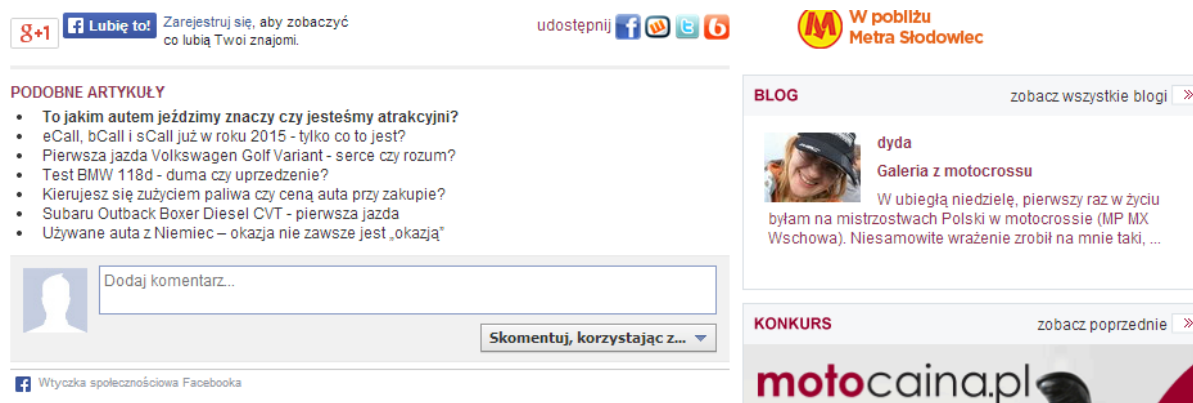 g+1
Lubię to!
Zarejestruj się, aby zobaczyć
co lubią Twoi znajomi.
udostępnij
PODOBNE ARTYKUŁY
To jakim autem jeździmy znaczy czy jesteśmy atrakcyjni?
eCall, bCall i sCall już w roku 2015 - tylko co to jest?
Pierwsza jazda Volkswagen Golf Variant - serce czy rozum?
Test BMW 118d - duma czy uprzedzenie?
Kierujesz się zużyciem paliwa czy ceną auta przy zakupie?
Subaru Outback Boxer Diesel CVT - pierwsza jazda
Używane auta z Niemiec – okazja nie zawsze jest „okazją”
Dodaj komentarz...
Skomentuj, korzystając z...
Wtyczka społecznościowa Facebooka
W pobliżu
Metra Słodowiec
BLOG
zobacz wszystkie blogi
dyda
Galeria z motocrossu
W ubiegłą niedzielę, pierwszy raz w życiu
byłam na mistrzostwach Polski w motocrossie (MP MX
Wschowa). Niesamowite wrażenie zrobił na mnie taki, ...
KONKURS
zobacz poprzednie
motocaina.pl